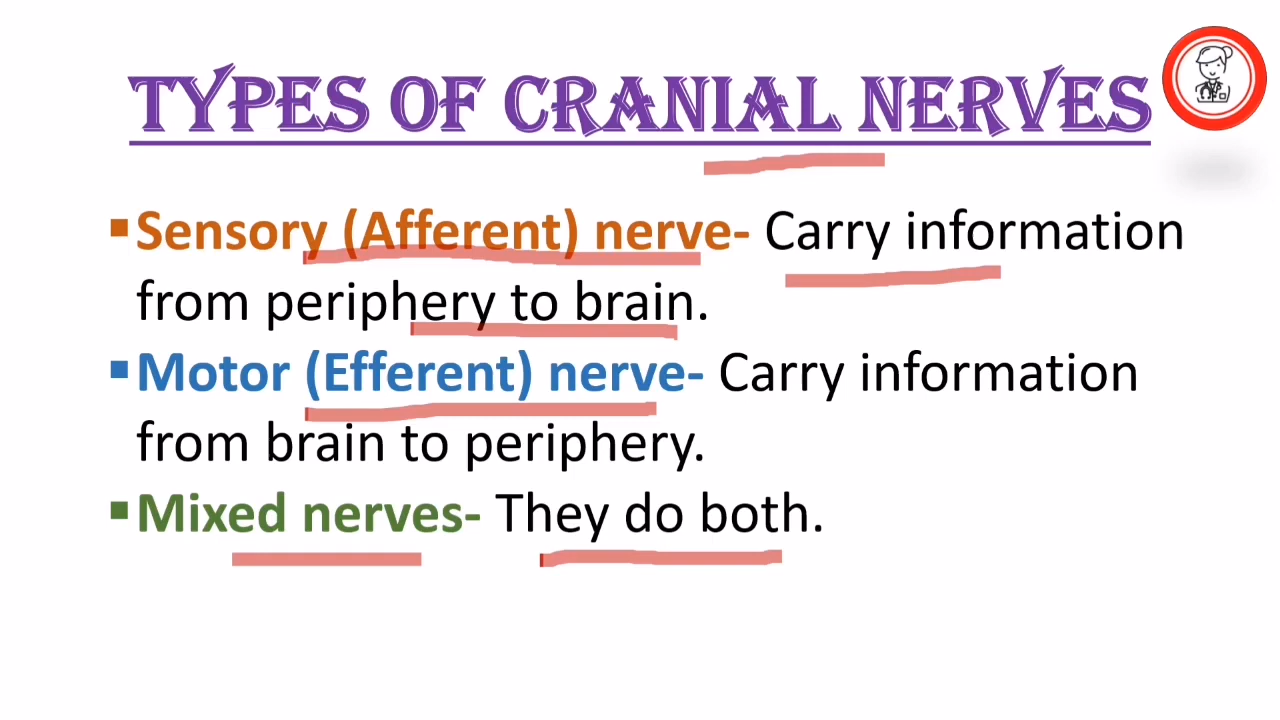 TYPES OF CRANIAL NERVES
▪Sensory (Afferent) nerve- Carry information
from periphery to brain.
▪Motor (Efferent) nerve- Carry information
from brain to periphery.
▪Mixed nerves- They do both.